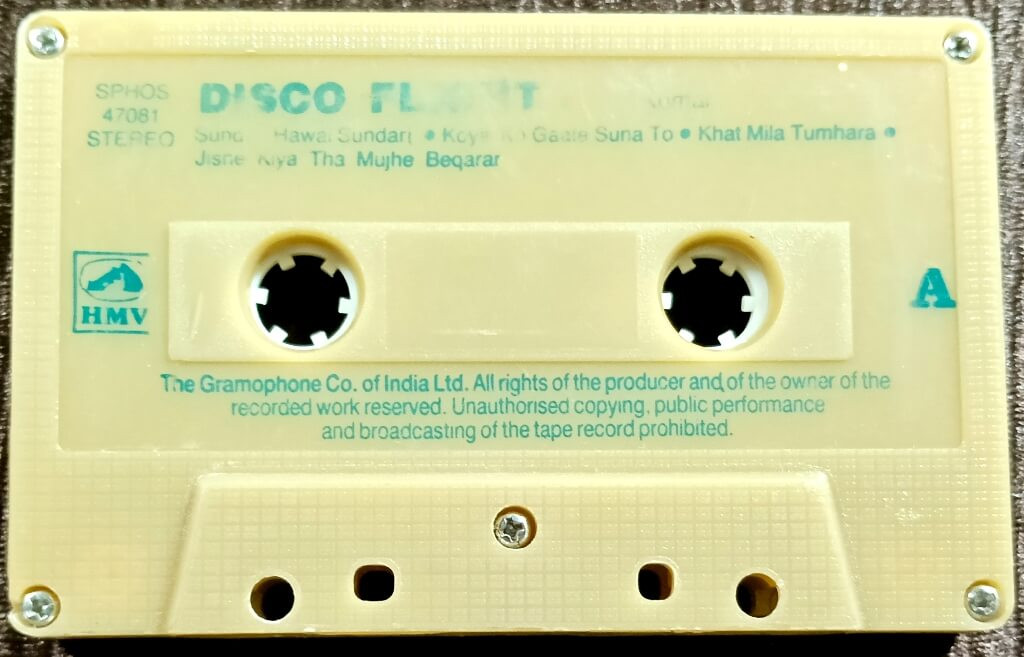 SPHOS
47081
STEREO
DISCO FLIGHT
Hawai Sundari • Gaate Suna To • Khat Mila Tumhara •
Jisne Kiya Tha Mujhe Beqarar
HMV
A
The Gramophone Co. of India Ltd. All rights of the producer and of the owner of the
recorded work reserved. Unauthorised copying, public performance
and broadcasting of the tape record prohibited.